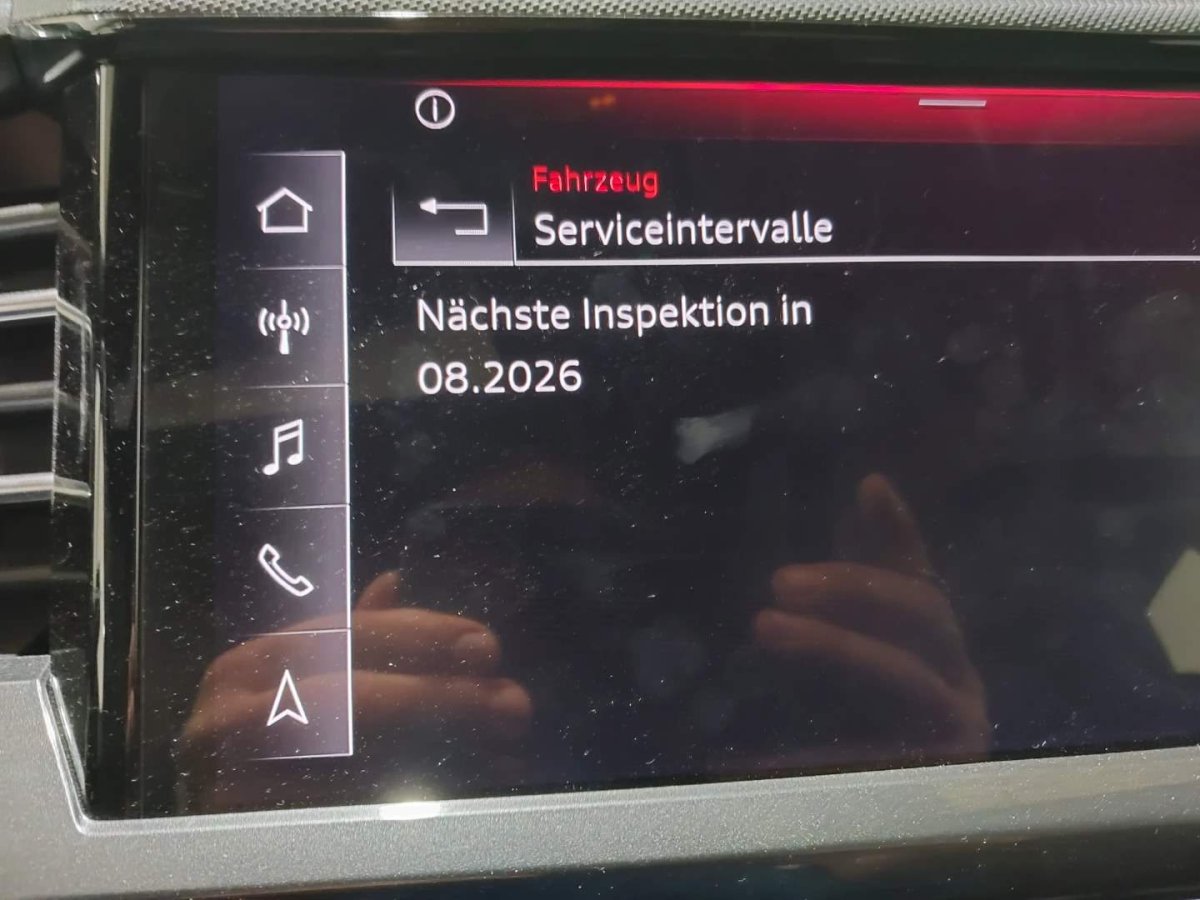 Fahrzeug
Serviceintervalle
Nächste Inspektion in
08.2026